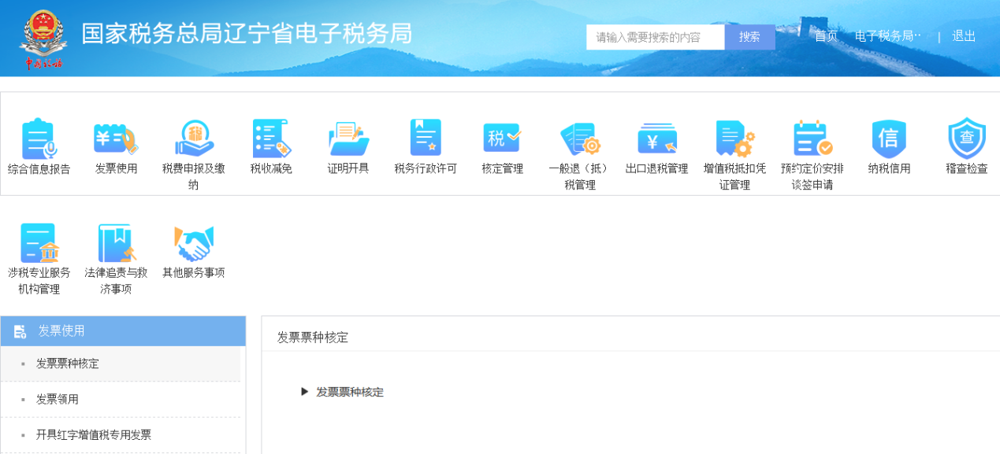 国家税务总局辽宁省电子税务局
请输入需要搜索的内容 搜索 首页 电子税务局·· | 退出
综合信息报告 发票使用 税费申报及缴纳 税收减免 证明开具 税务行政许可 核定管理 一般退（抵）税管理 出口退税管理 增值税抵扣凭证管理 预约定价安排谈签申请 纳税信用 稽查检查
涉税专业服务机构管理 法律追责与救济事项 其他服务事项
发票使用
发票票种核定
发票领用
开具红字增值税专用发票
发票票种核定
发票票种核定